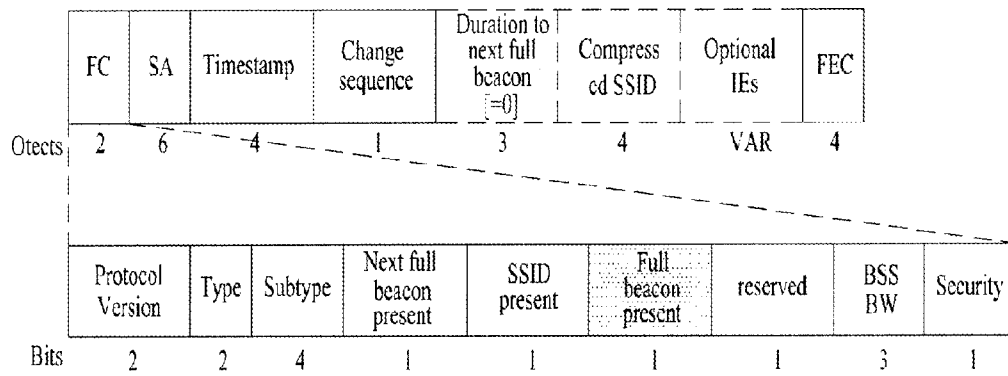 FC
SA
Timestamp
Change
sequence
Duration to
next full
beacon
[=0]
Compress
ed SSID
Optional
IEs
FEC
Otects
2
6
4
1
3
4
VAR
4
Protocol
Version
Type
Subtype
Next full
beacon
present
SSID
present
Full
beacon
present
reserved
BSS
BW
Security
Bits
2
2
4
1
1
1
1
3
1